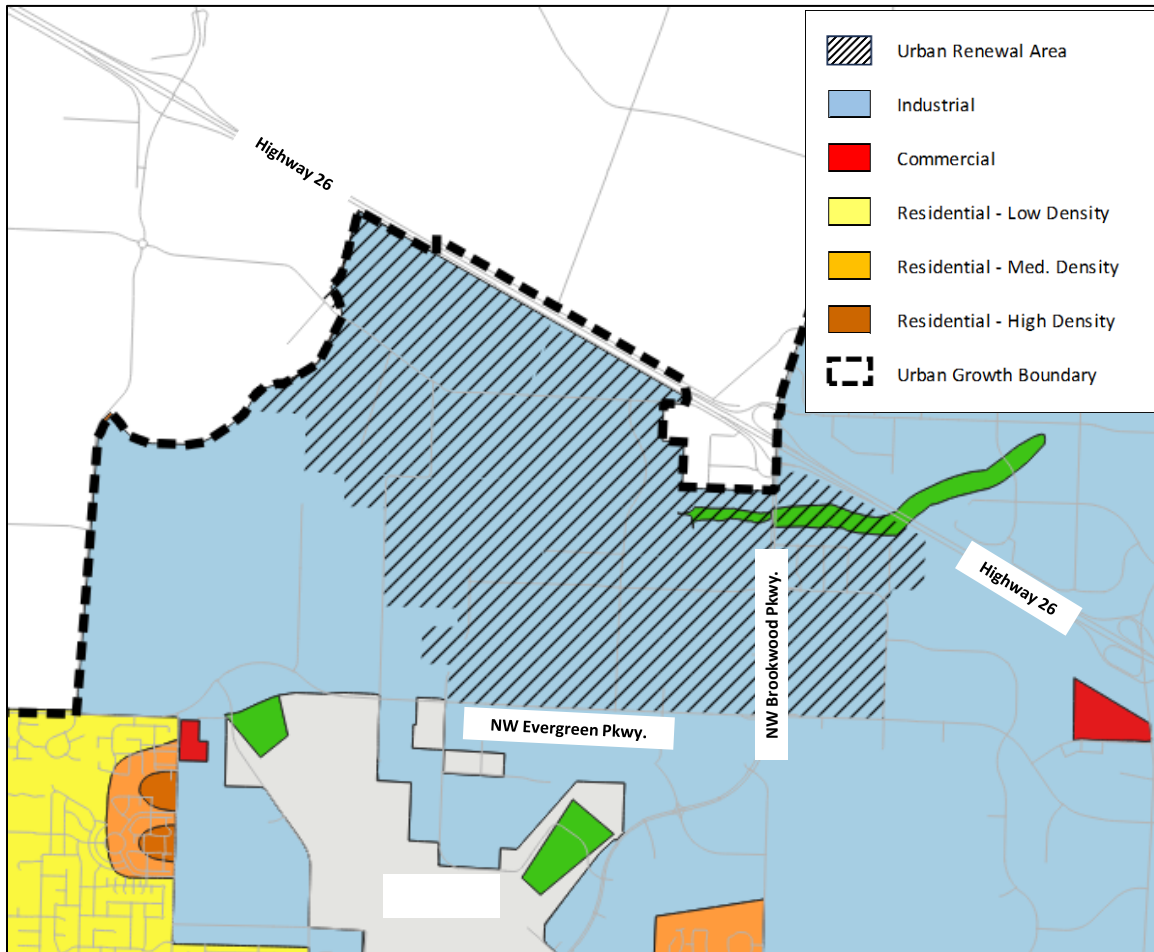 Highway 26
Urban Renewal Area
Industrial
Commercial
Residential - Low Density
Residential - Med. Density
Residential - High Density
Urban Growth Boundary
Highway 26
NW Brookwood Pkwy.
NW Evergreen Pkwy.